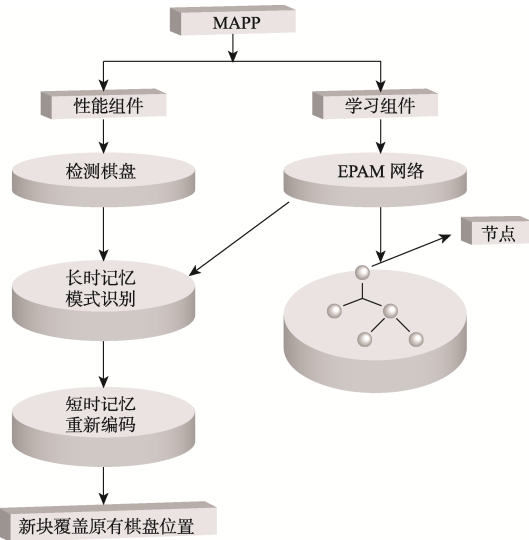 MAPP
性能组件
学习组件
检测棋盘
EPAM 网络
节点
长时记忆
模式识别
短时记忆
重新编码
新块覆盖原有棋盘位置